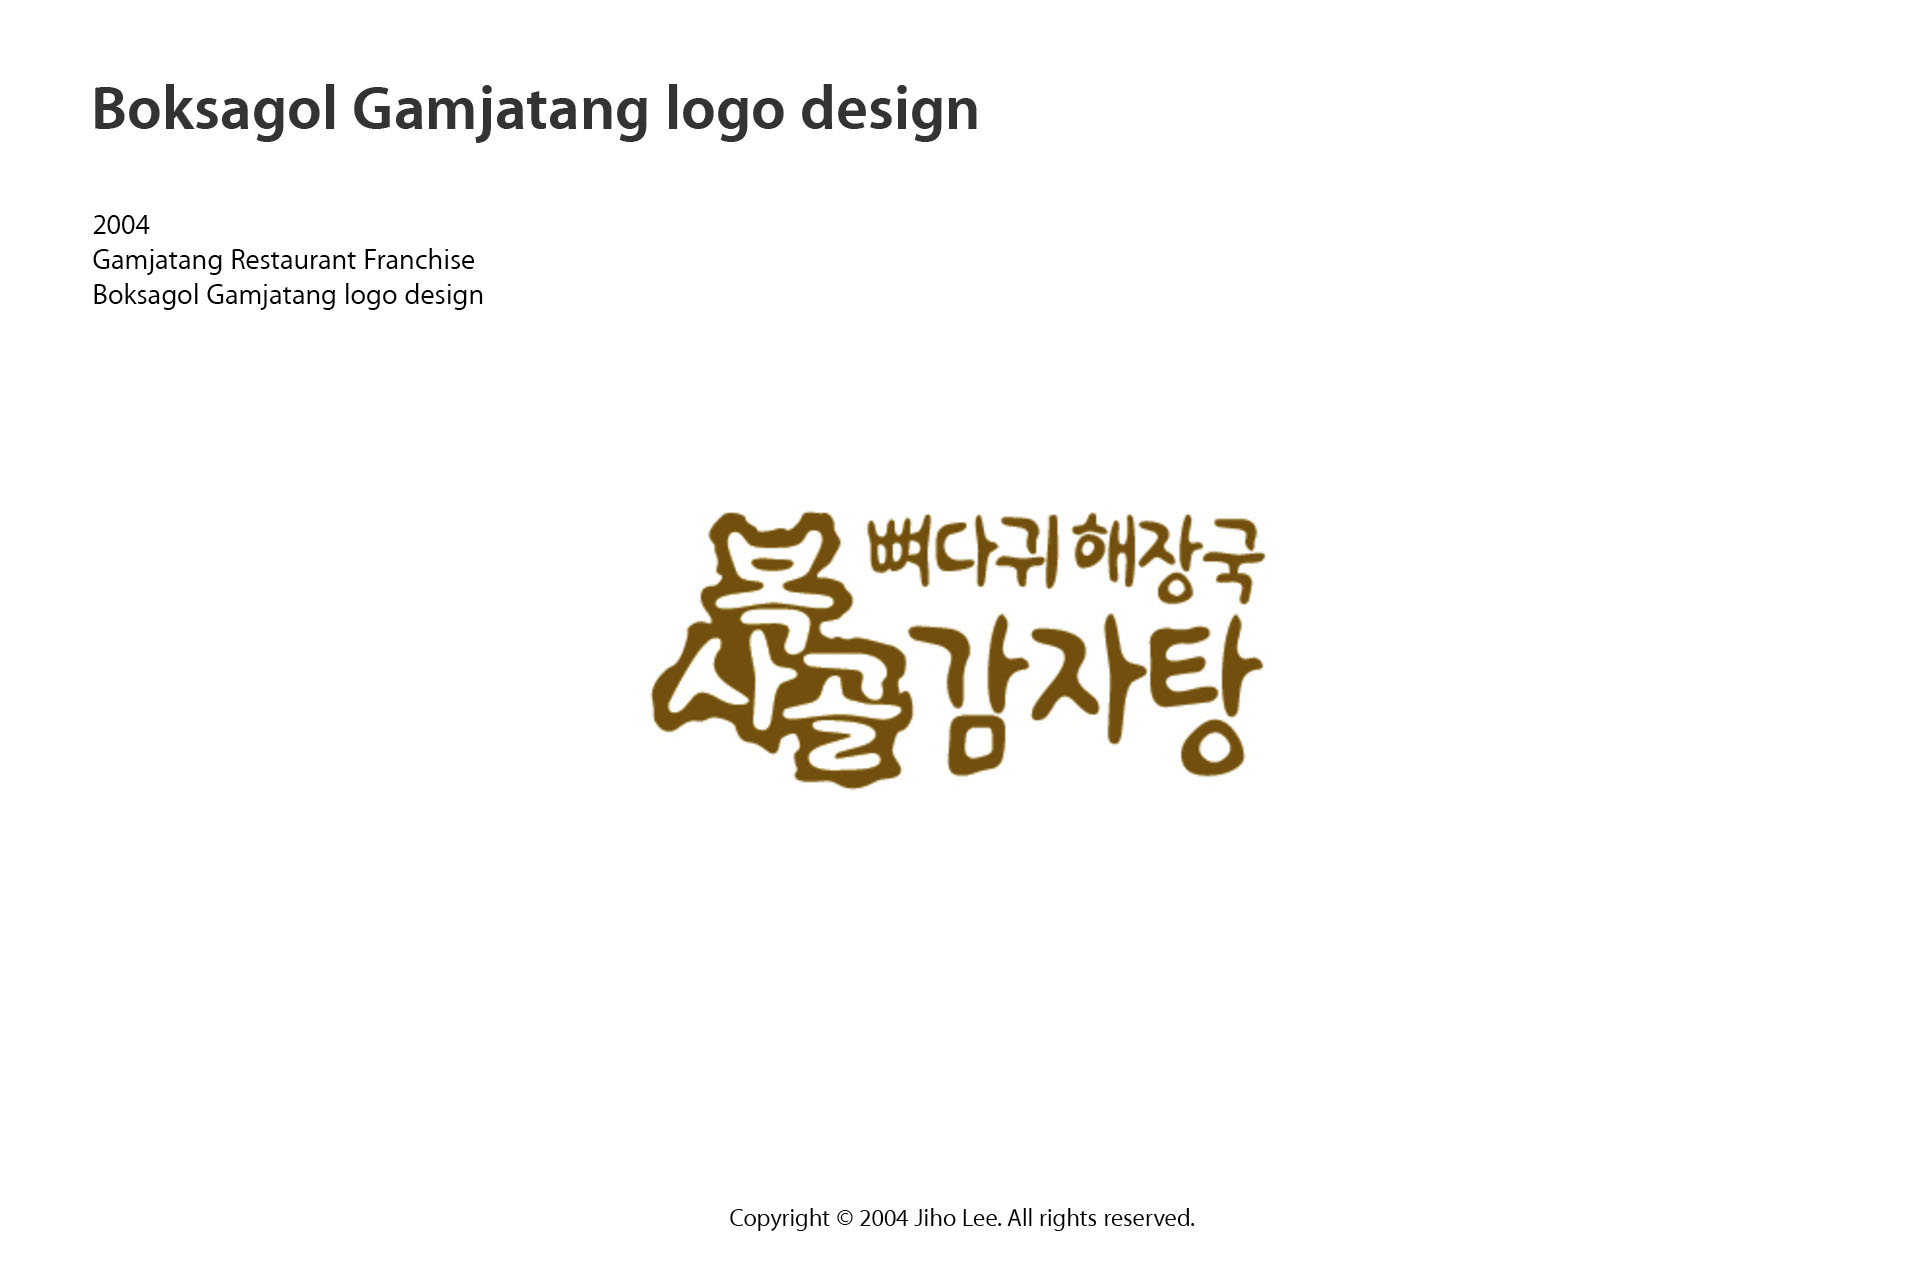 Boksagol Gamjatang logo design
2004
Gamjatang Restaurant Franchise
Boksagol Gamjatang logo design
복사골
뼈다귀 해장국
감자탕
Copyright © 2004 Jiho Lee. All rights reserved.